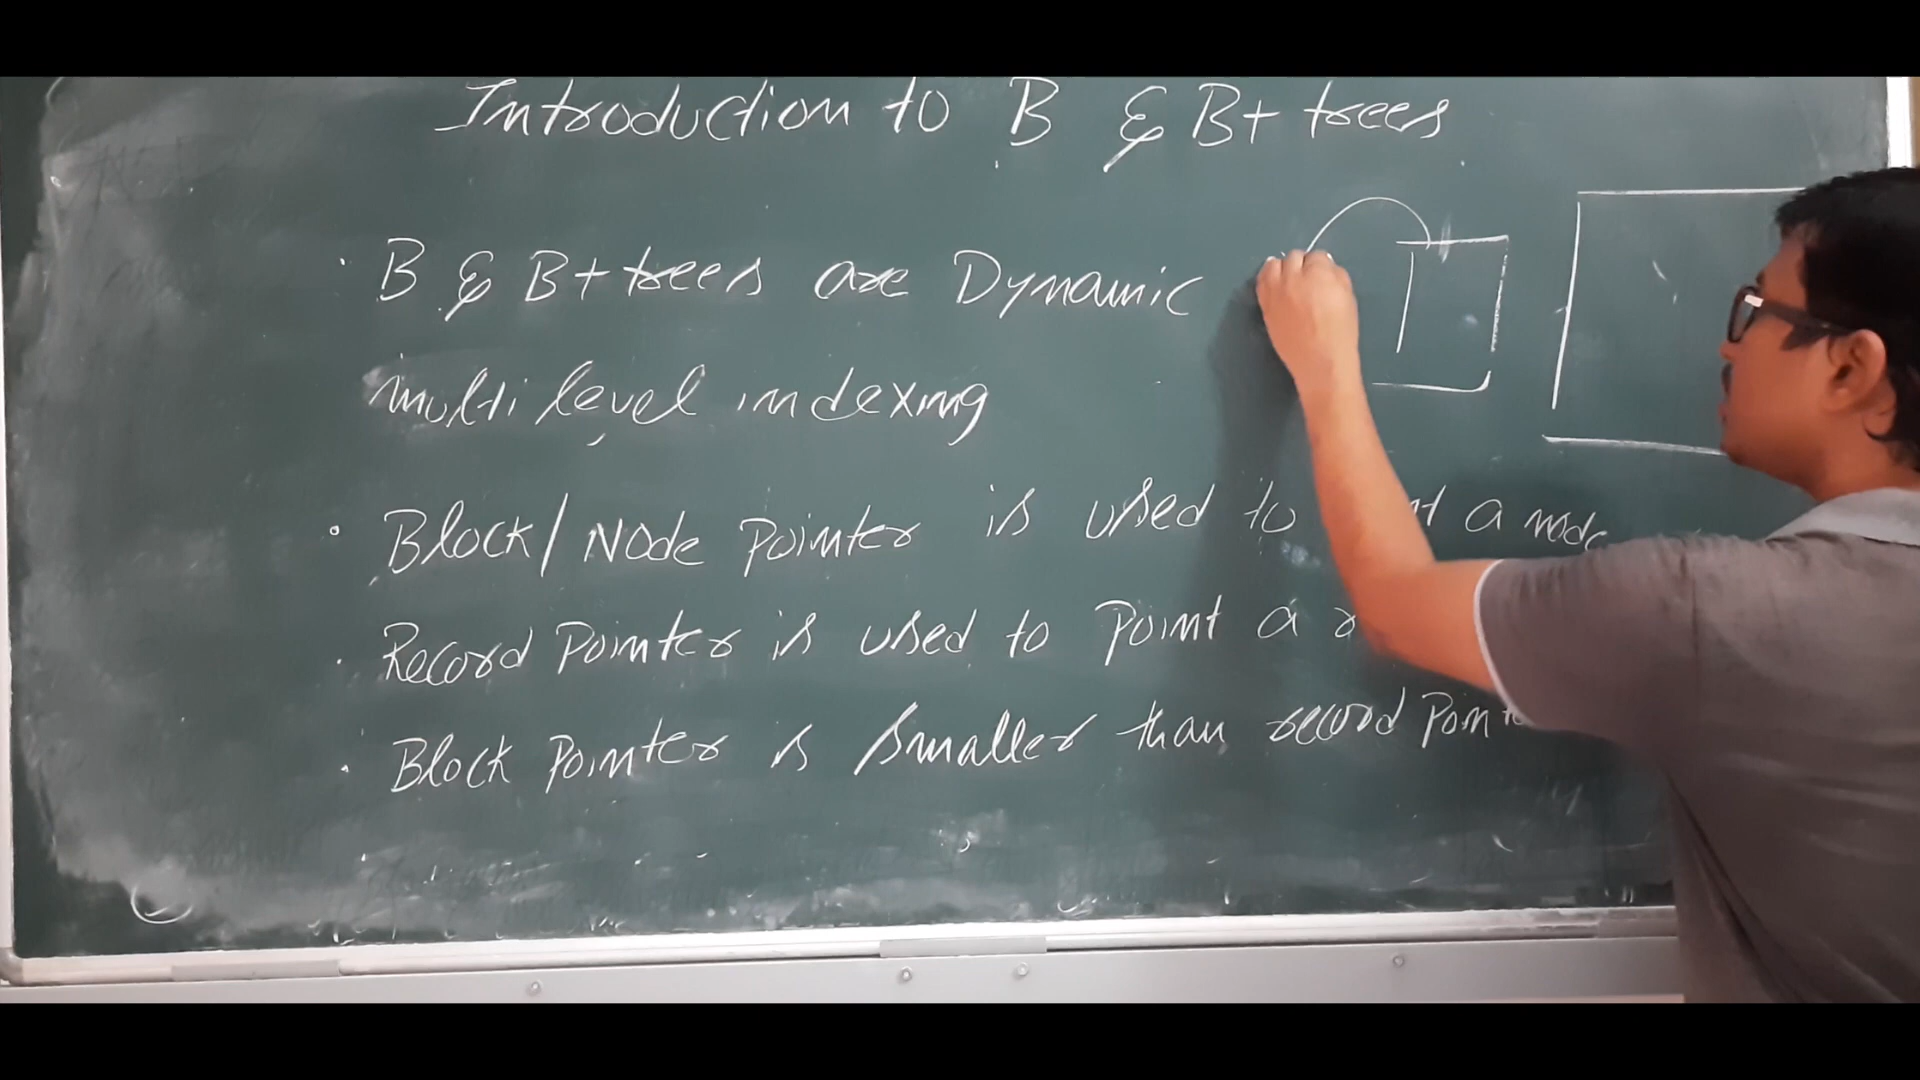 Introduction to B & B+ trees
· B & B+ trees are Dynamic
multi level indexing
· Block/Node Pointer is used to a node
· Record Pointer is used to Point a
· Block Pointer is smaller than record